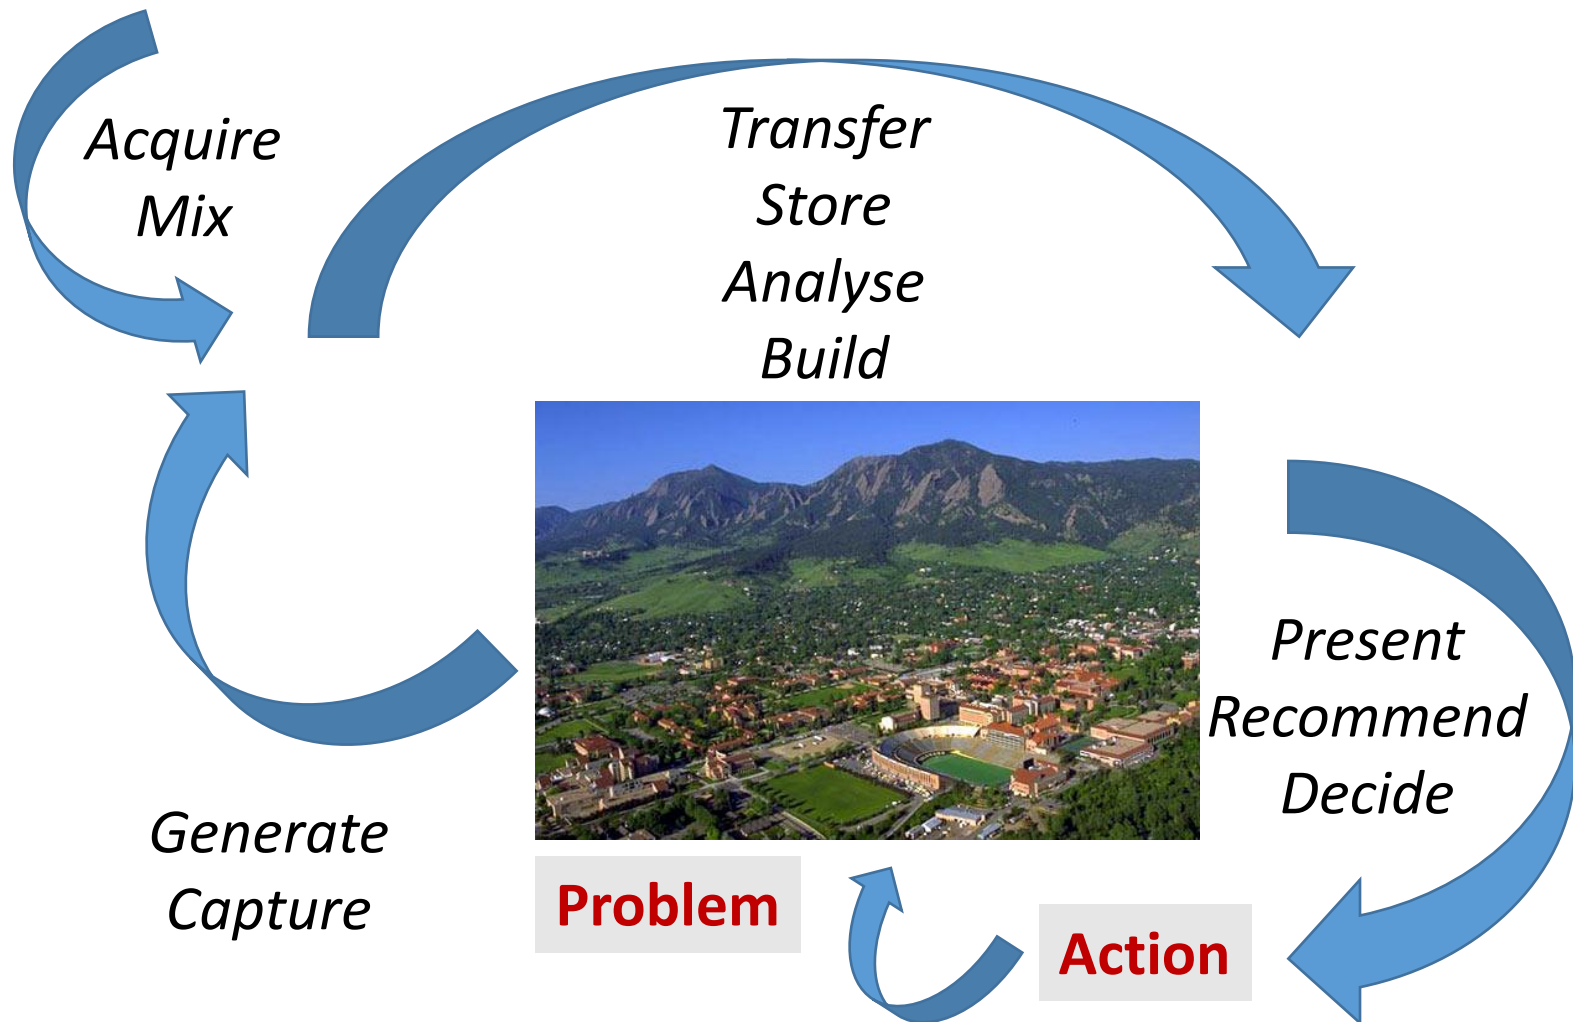 Acquire
Mix
Transfer
Store
Analyse
Build
Present
Recommend
Decide
Generate
Capture
Problem
Action